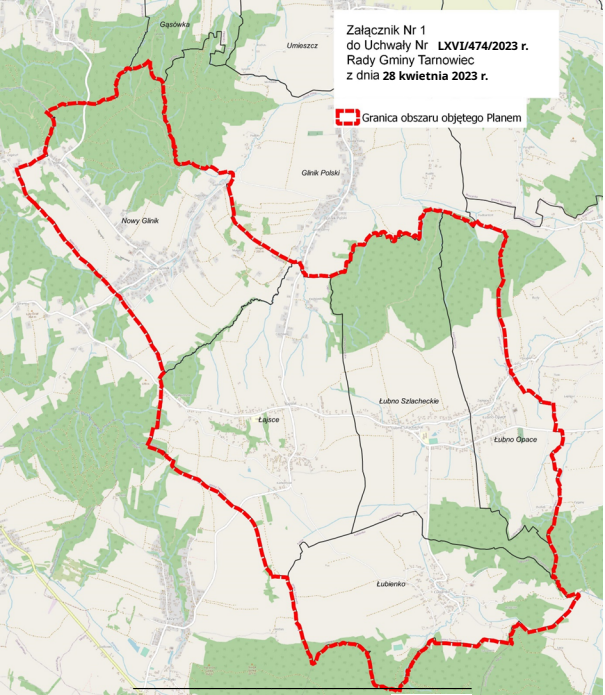 Załącznik Nr 1
do Uchwały Nr LXVI/474/2023 r.
Rady Gminy Tarnowiec
z dnia 28 kwietnia 2023 r.
Granica obszaru objętego Planem
Gąsówka
Umieszcz
Glinik Polski
Nowy Glinik
Łubno Szlacheckie
Łajsce
Łubno Opace
Łubienko